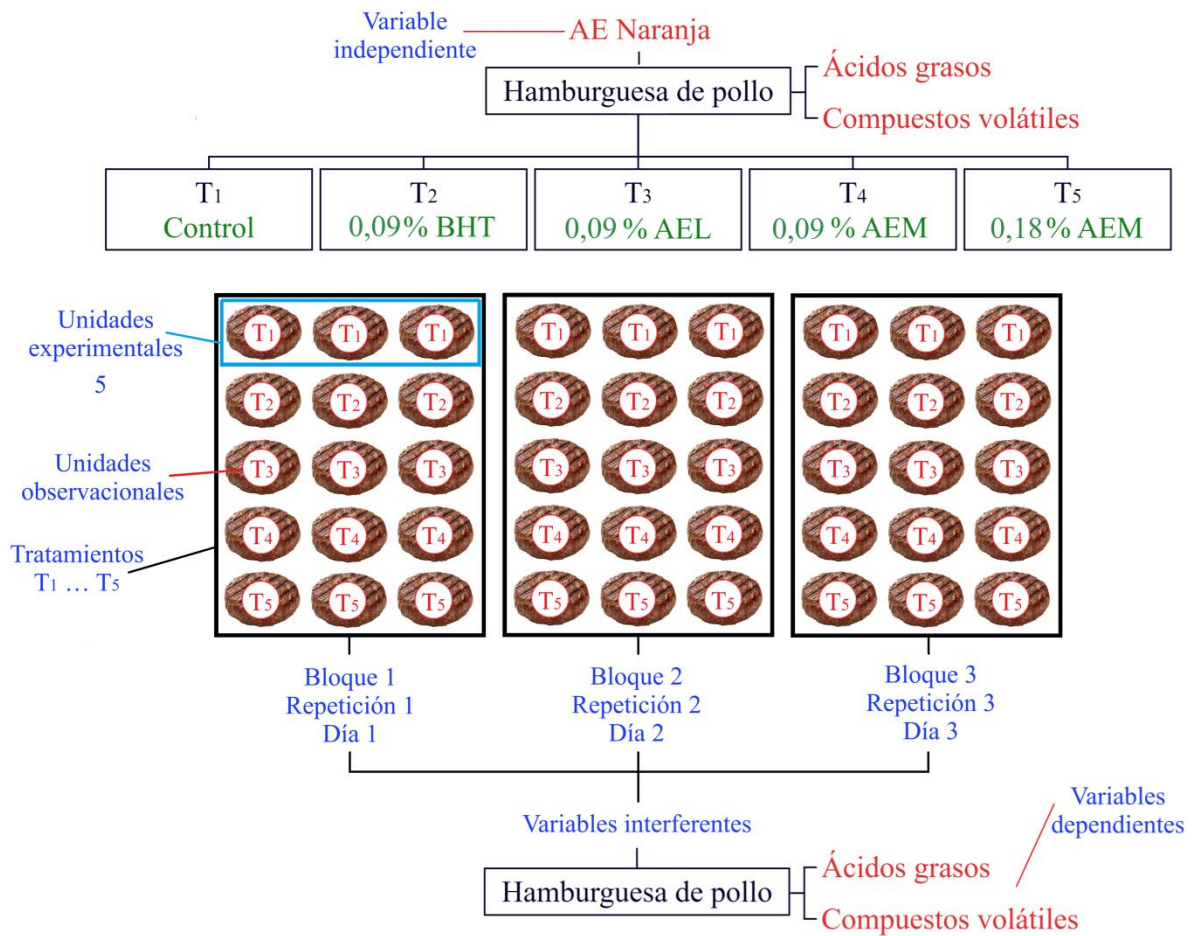 Variable
independiente
AE Naranja
Hamburguesa de pollo
Ácidos grasos
Compuestos volátiles
T1
Control
T2
0,09% BHT
T3
0,09% AEL
T4
0,09% AEM
T5
0,18% AEM
Unidades
experimentales
5
Unidades
observacionales
Tratamientos
T1 ... T5
T1 T1 T1
T2 T2 T2
T3 T3 T3
T4 T4 T4
T5 T5 T5
T1 T1 T1
T2 T2 T2
T3 T3 T3
T4 T4 T4
T5 T5 T5
T1 T1 T1
T2 T2 T2
T3 T3 T3
T4 T4 T4
T5 T5 T5
Bloque 1
Repetición 1
Día 1
Bloque 2
Repetición 2
Día 2
Bloque 3
Repetición 3
Día 3
Variables interferentes
Variables
dependientes
Hamburguesa de pollo
Ácidos grasos
Compuestos volátiles